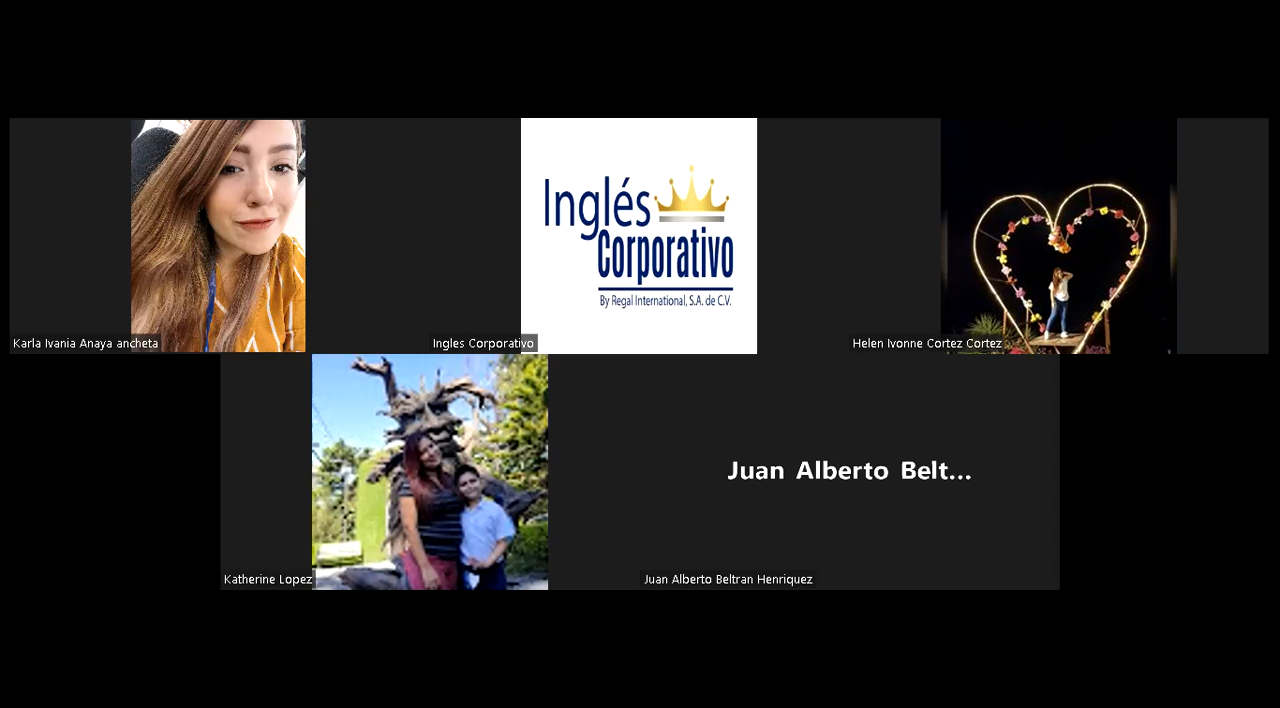 Inglés
Corporativo
By Regal International, S.A. de C.V.
Karla Ivania Anaya ancheta
Ingles Corporativo
Helen Ivonne Cortez Cortez
Juan Alberto Belt...
Katherine Lopez
Juan Alberto Beltran Henriquez